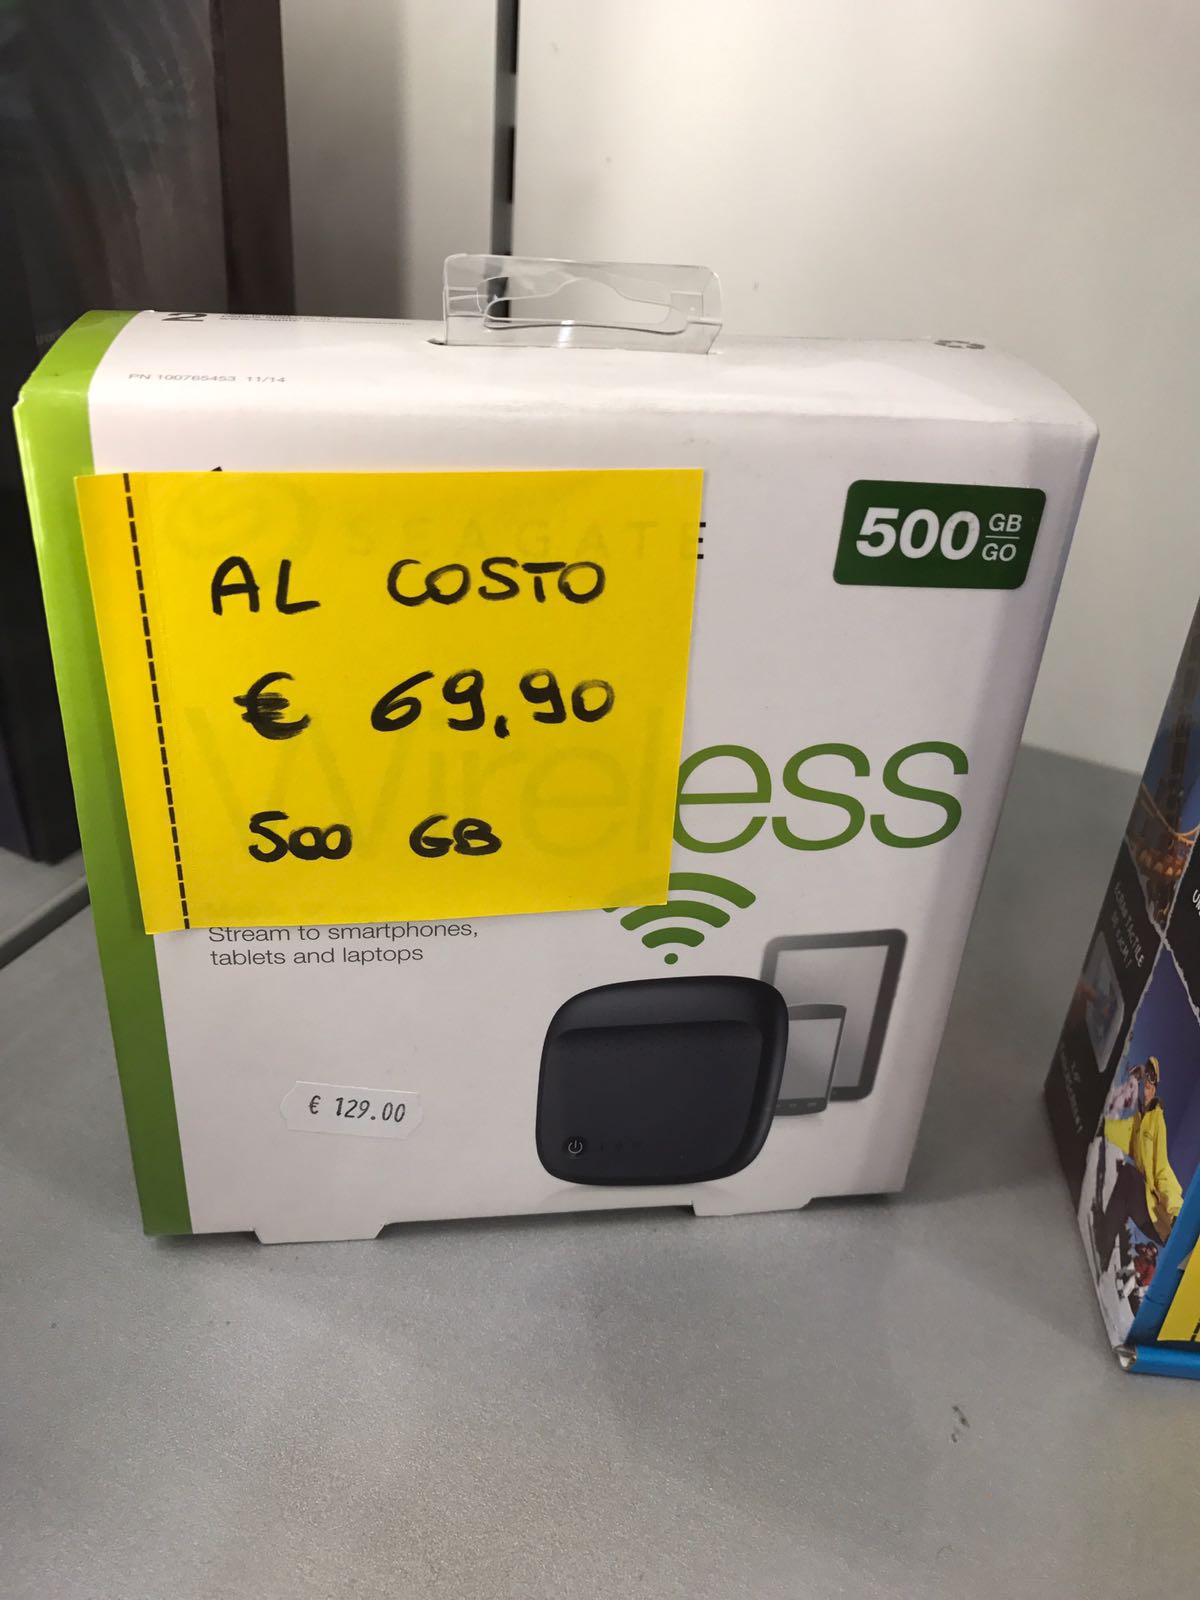 PN 100765453 11/14
SEAGATE
500 GB
GO
AL COSTO
€ 69,90
500 GB
Wireless
Stream to smartphones,
tablets and laptops
€ 129.00